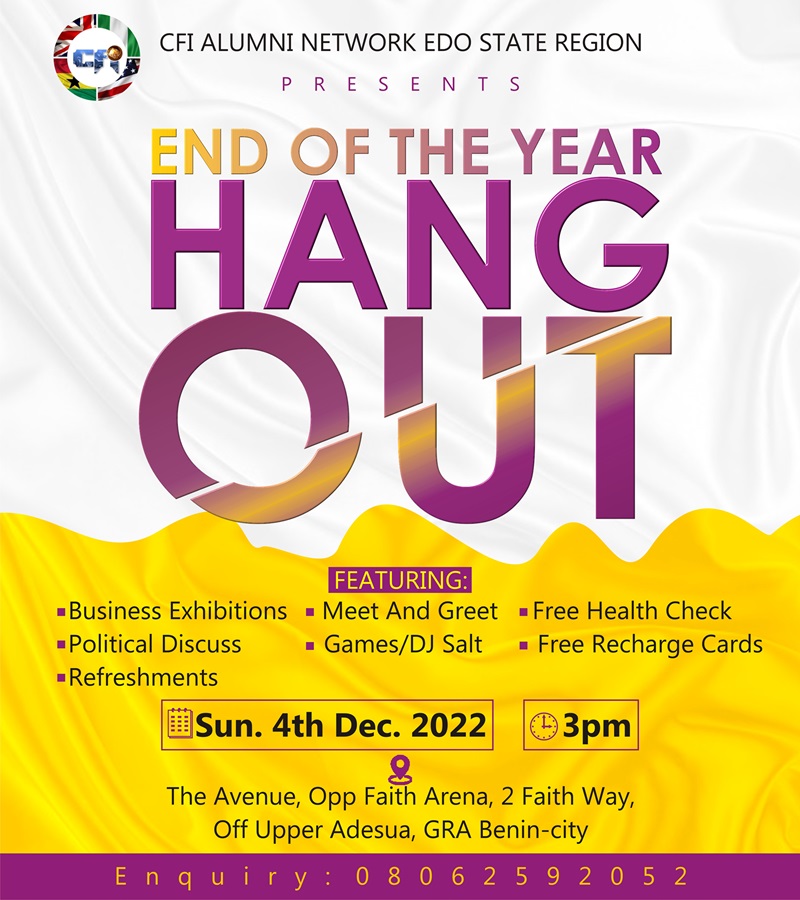 CFI
CFI ALUMNI NETWORK EDO STATE REGION
PRESENTS
END OF THE YEAR
HANG
OUT
FEATURING:
▪Business Exhibitions ▪ Meet And Greet ▪Free Health Check
▪Political Discuss ▪ Games/DJ Salt ▪ Free Recharge Cards
▪Refreshments
Sun. 4th Dec. 2022 3pm
The Avenue, Opp Faith Arena, 2 Faith Way,
Off Upper Adesua, GRA Benin-city
Enquiry: 08062592052